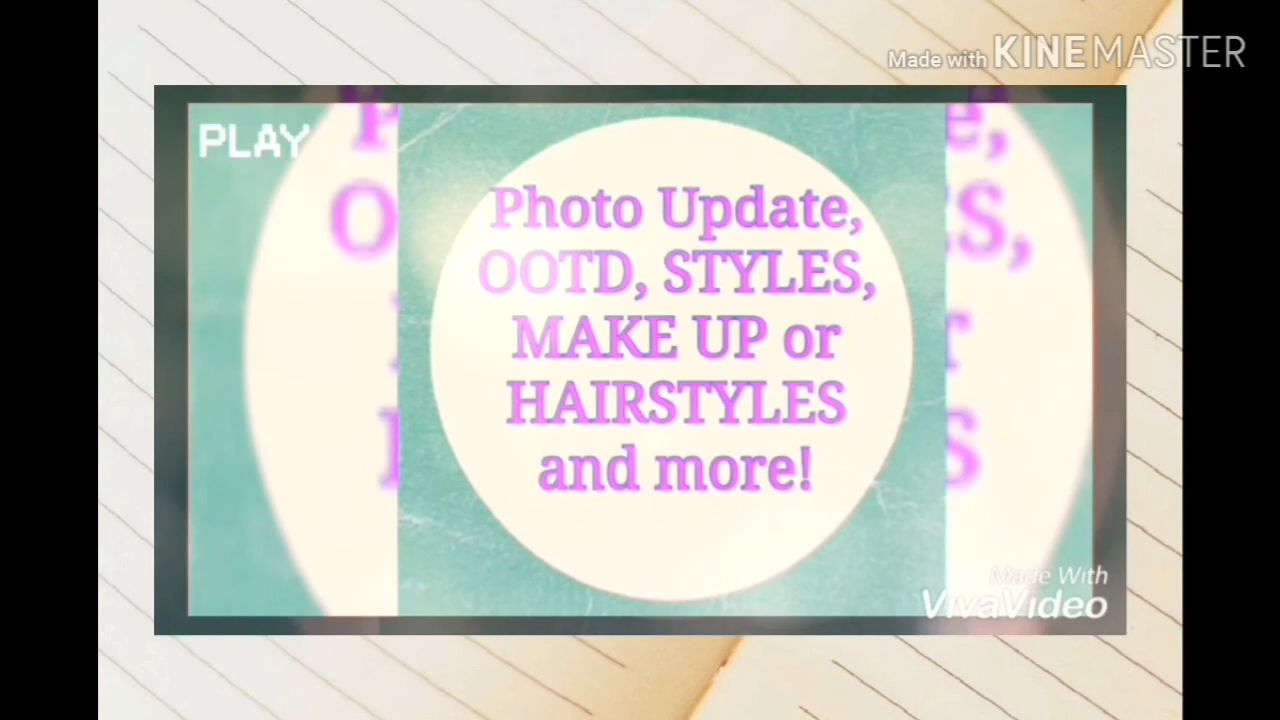 Made with KINEMASTER
PLAY
Photo Update,
OOTD, STYLES,
MAKE UP or
HAIRSTYLES
and more!
Made With
VivaVideo